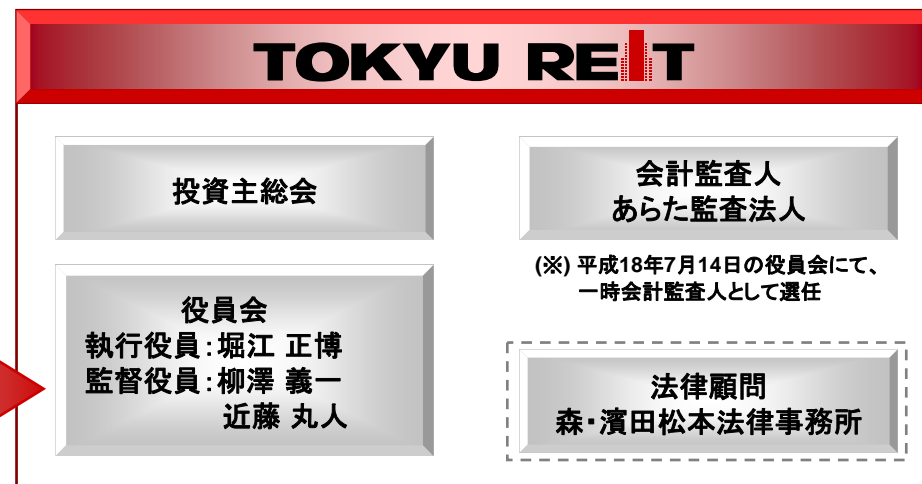 TOKYU REIT
投資主総会
役員会
執行役員：堀江 正博
監督役員：柳澤 義一
近藤 丸人
会計監査人
あらた監査法人
(※) 平成18年7月14日の役員会にて、
一時会計監査人として選任
法律顧問
森・濱田松本法律事務所